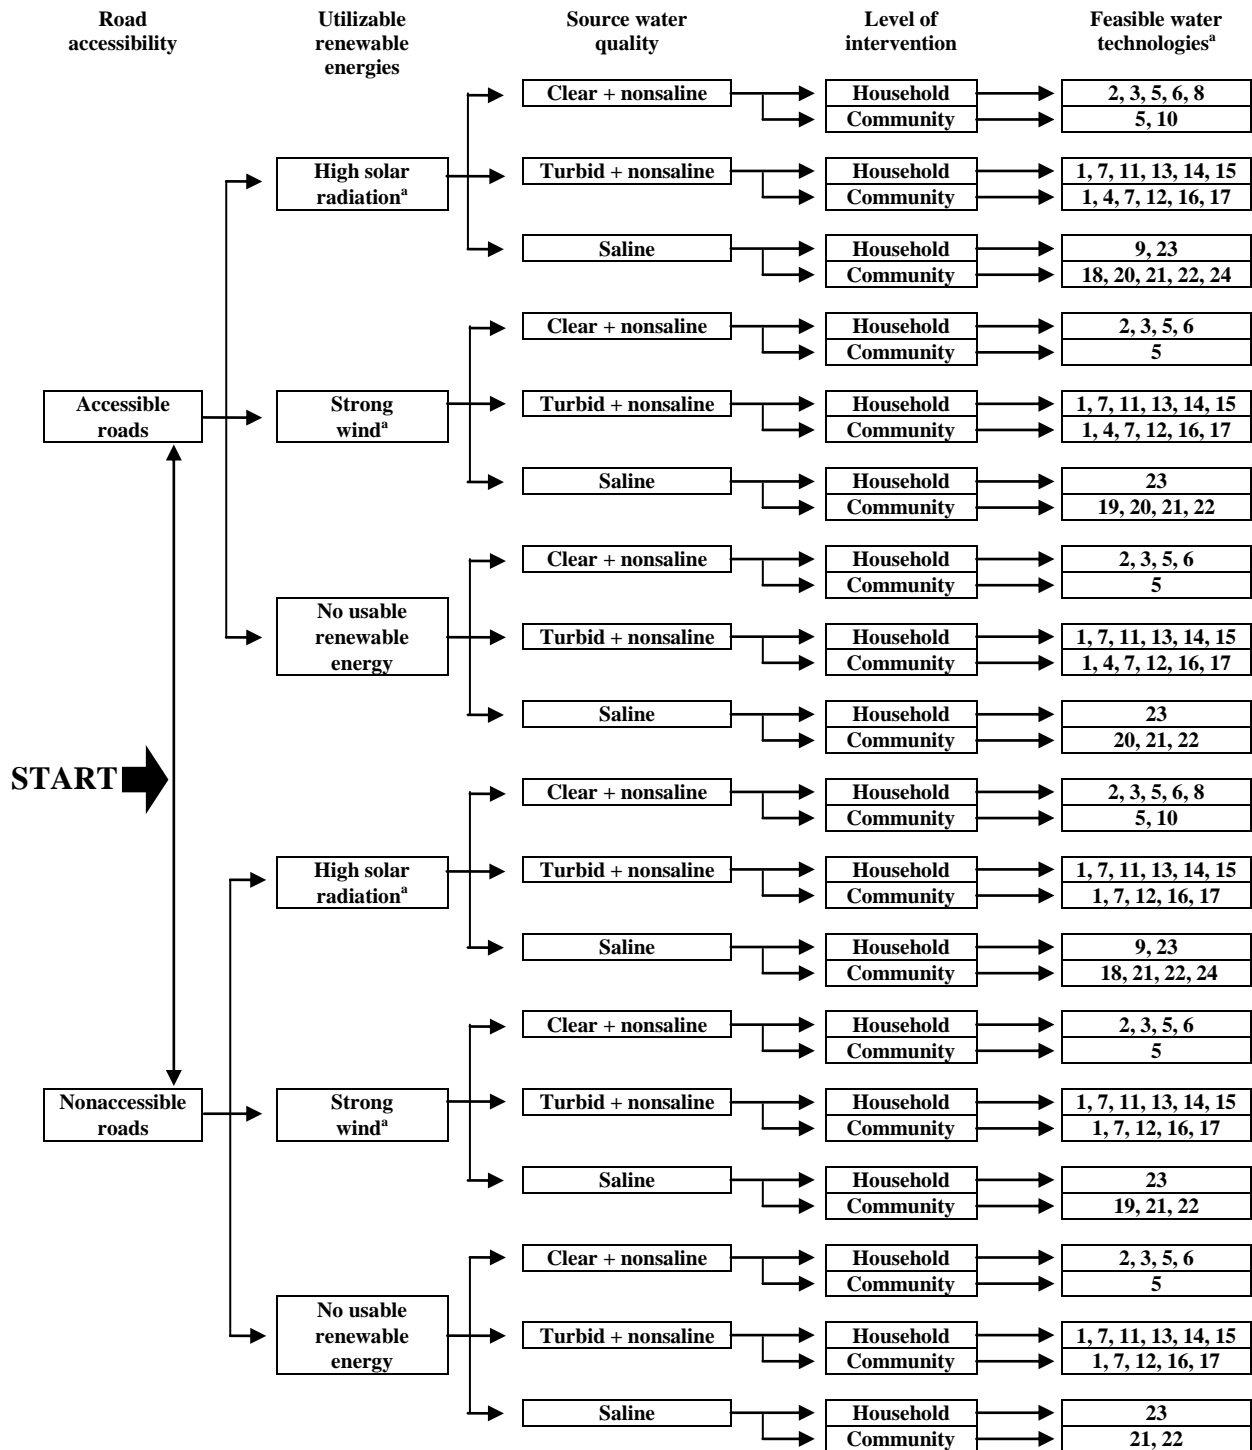 Road
accessibility
Utilizable
renewable
energies
Source water
quality
Level of
intervention
Feasible water
technologiesa
START
Accessible
roads
High solar
radiationa
Clear + nonsaline
Household
2, 3, 5, 6, 8
Community
5, 10
Turbid + nonsaline
Household
1, 7, 11, 13, 14, 15
Community
1, 4, 7, 12, 16, 17
Saline
Household
9, 23
Community
18, 20, 21, 22, 24
Strong
winda
Clear + nonsaline
Household
2, 3, 5, 6
Community
5
Turbid + nonsaline
Household
1, 7, 11, 13, 14, 15
Community
1, 4, 7, 12, 16, 17
Saline
Household
23
Community
19, 20, 21, 22
No usable
renewable
energy
Clear + nonsaline
Household
2, 3, 5, 6
Community
5
Turbid + nonsaline
Household
1, 7, 11, 13, 14, 15
Community
1, 4, 7, 12, 16, 17
Saline
Household
23
Community
20, 21, 22
Nonaccessible
roads
High solar
radiationa
Clear + nonsaline
Household
2, 3, 5, 6, 8
Community
5, 10
Turbid + nonsaline
Household
1, 7, 11, 13, 14, 15
Community
1, 7, 12, 16, 17
Saline
Household
9, 23
Community
18, 21, 22, 24
Strong
winda
Clear + nonsaline
Household
2, 3, 5, 6
Community
5
Turbid + nonsaline
Household
1, 7, 11, 13, 14, 15
Community
1, 7, 12, 16, 17
Saline
Household
23
Community
19, 21, 22
No usable
renewable
energy
Clear + nonsaline
Household
2, 3, 5, 6
Community
5
Turbid + nonsaline
Household
1, 7, 11, 13, 14, 15
Community
1, 7, 12, 16, 17
Saline
Household
23
Community
21, 22